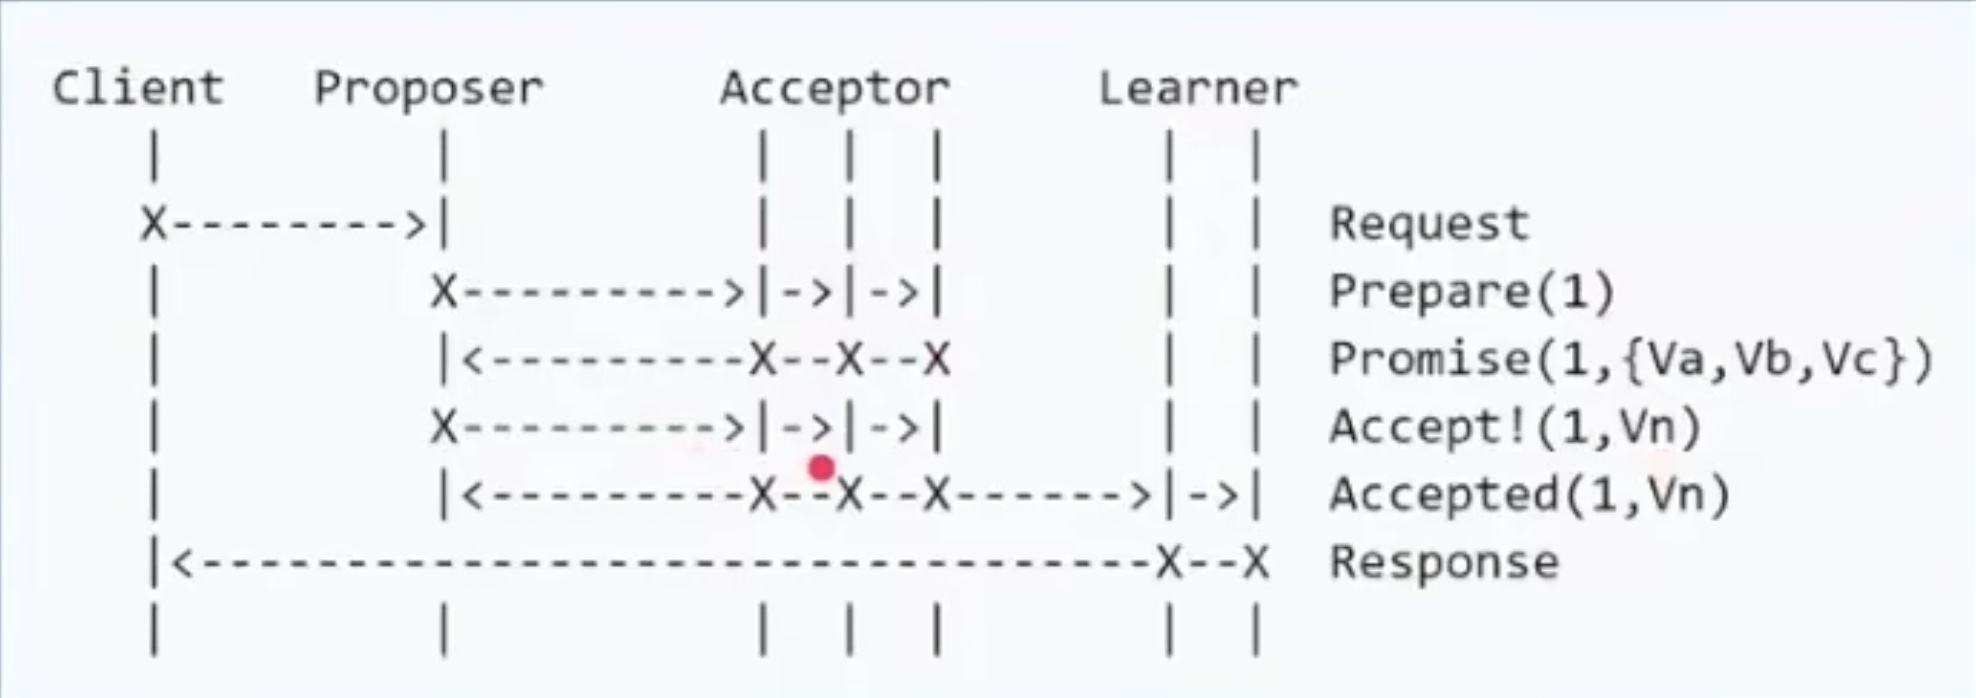 Client   Proposer      Acceptor     Learner
   |         |          |  |  |       |  |
   X-------->|          |  |  |       |  |  Request
   |         X--------->|->|->|       |  |  Prepare(1)
   |         |<---------X--X--X       |  |  Promise(1,{Va,Vb,Vc})
   |         X--------->|->|->|       |  |  Accept!(1,Vn)
   |         |<---------X--X--X------>|->|  Accepted(1,Vn)
   |<---------------------------------X--X  Response
   |         |          |  |  |       |  |